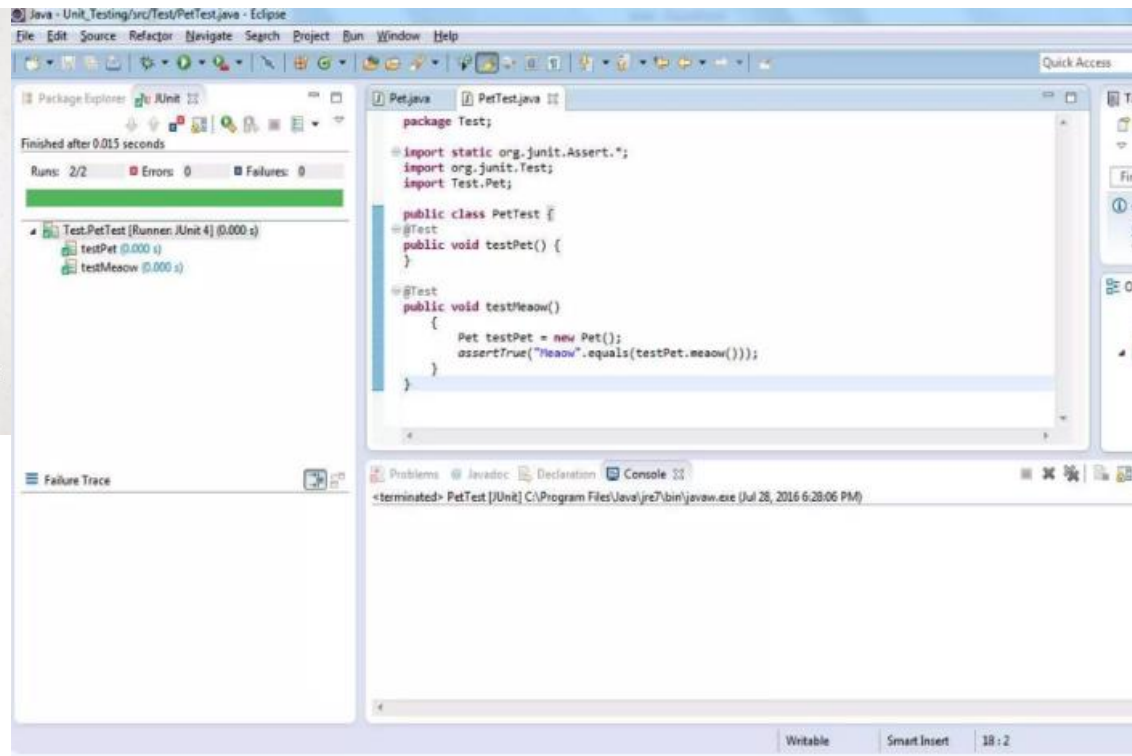 Java - Unit_Testing/src/Test/PetTest.java - Eclipse
File Edit Source Refactor Navigate Search Project Run Window Help
Quick Access
Package Explorer JUnit
Finished after 0.015 seconds
Runs: 2/2 Errors: 0 Failures: 0
Test.PetTest [Runner: JUnit 4] (0.000 s)
testPet (0.000 s)
testMeaow (0.000 s)
Failure Trace
Pet.java PetTest.java
package Test;
import static org.junit.Assert.*;
import org.junit.Test;
import Test.Pet;
public class PetTest {
@Test
public void testPet() {
}
@Test
public void testMeaow()
{
Pet testPet = new Pet();
assertTrue("Meaow".equals(testPet.meaow()));
}
}
Problems Javadoc Declaration Console
<terminated> PetTest [JUnit] C:\Program Files\Java\jre7\bin\javaw.exe (Jul 28, 2016 6:28:06 PM)
Writable Smart Insert 18 : 2